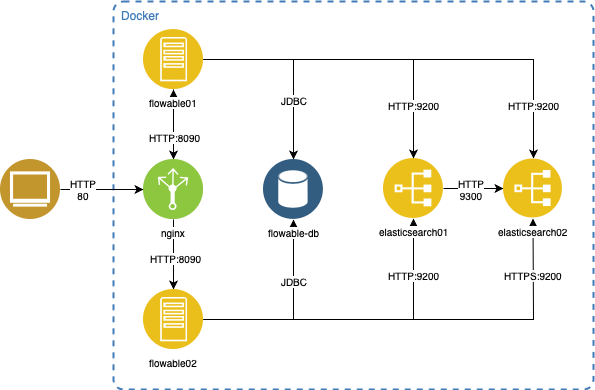 Docker
flowable01
JDBC
HTTP:9200
HTTP:9200
HTTP:8090
HTTP
80
HTTP
9300
nginx
flowable-db
elasticsearch01
elasticsearch02
HTTP:8090
JDBC
HTTP:9200
HTTPS:9200
flowable02